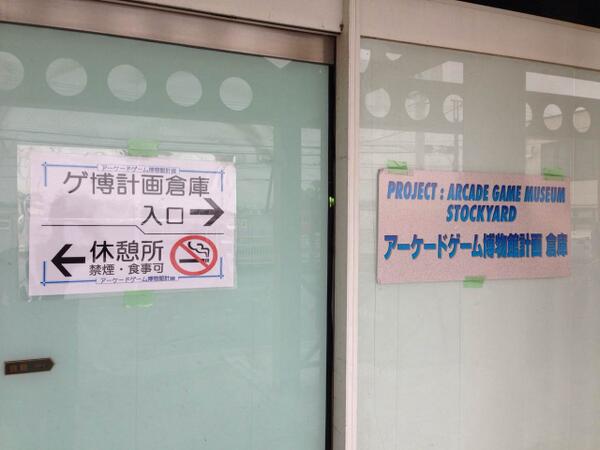 アーケードゲーム博物館計画
ゲ博計画倉庫
入口→
←休憩所
禁煙・食事可
アーケードゲーム博物館計画
PROJECT : ARCADE GAME MUSEUM
STOCKYARD
アーケードゲーム博物館計画 倉庫